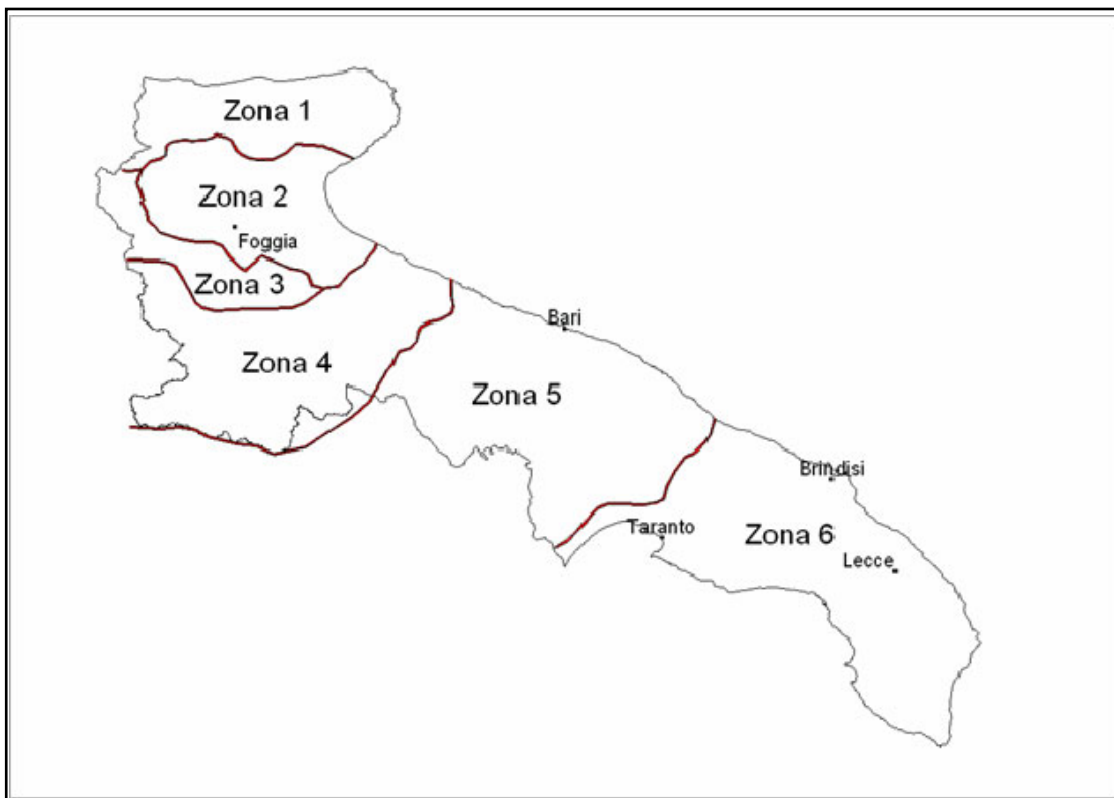 Zona 1
Zona 2
Foggia
Zona 3
Bari
Zona 4
Zona 5
Brindisi
Taranto
Zona 6
Lecce